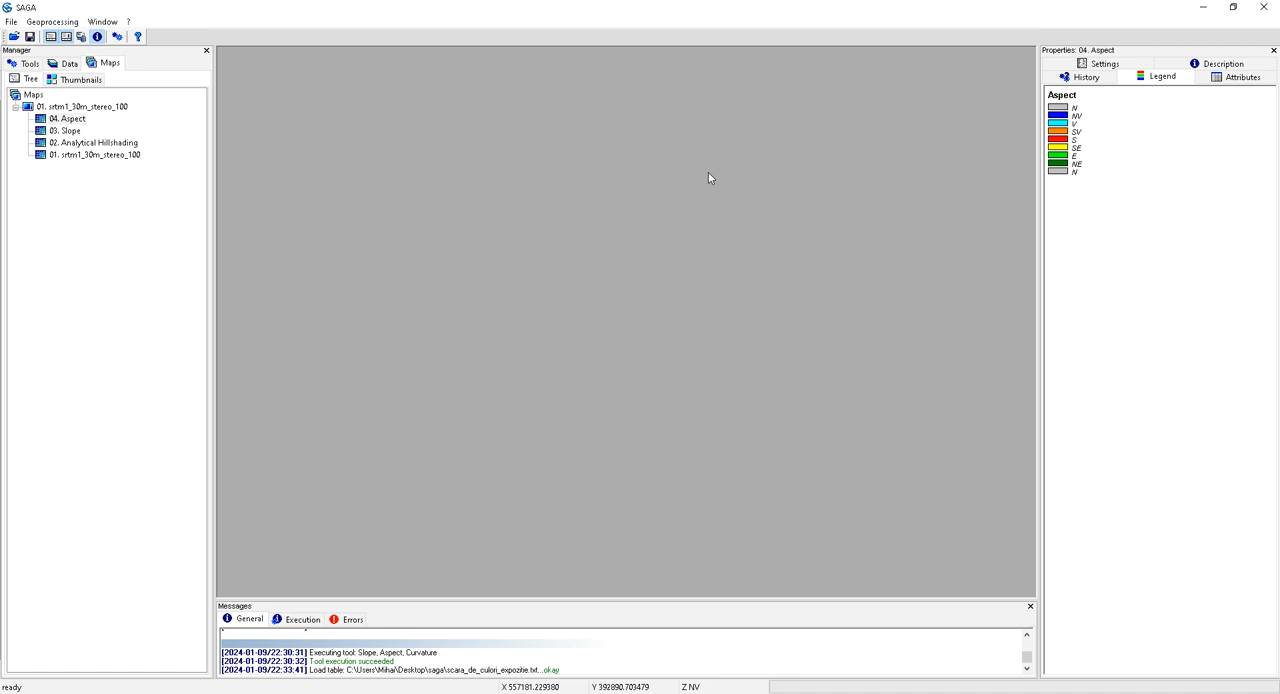 SAGA
File Geoprocessing Window ?
Manager
Tools Data Maps
Tree Thumbnails
Maps
01. srtm1_30m_stereo_100
04. Aspect
03. Slope
02. Analytical Hillshading
01. srtm1_30m_stereo_100
Properties: 04. Aspect
Settings Description
History Legend Attributes
Aspect
N
NV
V
SV
S
SE
E
NE
N
Messages
General Execution Errors
[2024-01-09/22:30:31] Executing tool: Slope, Aspect, Curvature
[2024-01-09/22:30:32] Tool execution succeeded
[2024-01-09/22:33:41] Load table: C:\Users\Mihai\Desktop\saga\scara_de_culori_expozitie.txt...okay
ready X 557181.229380 Y 392890.703479 Z NV